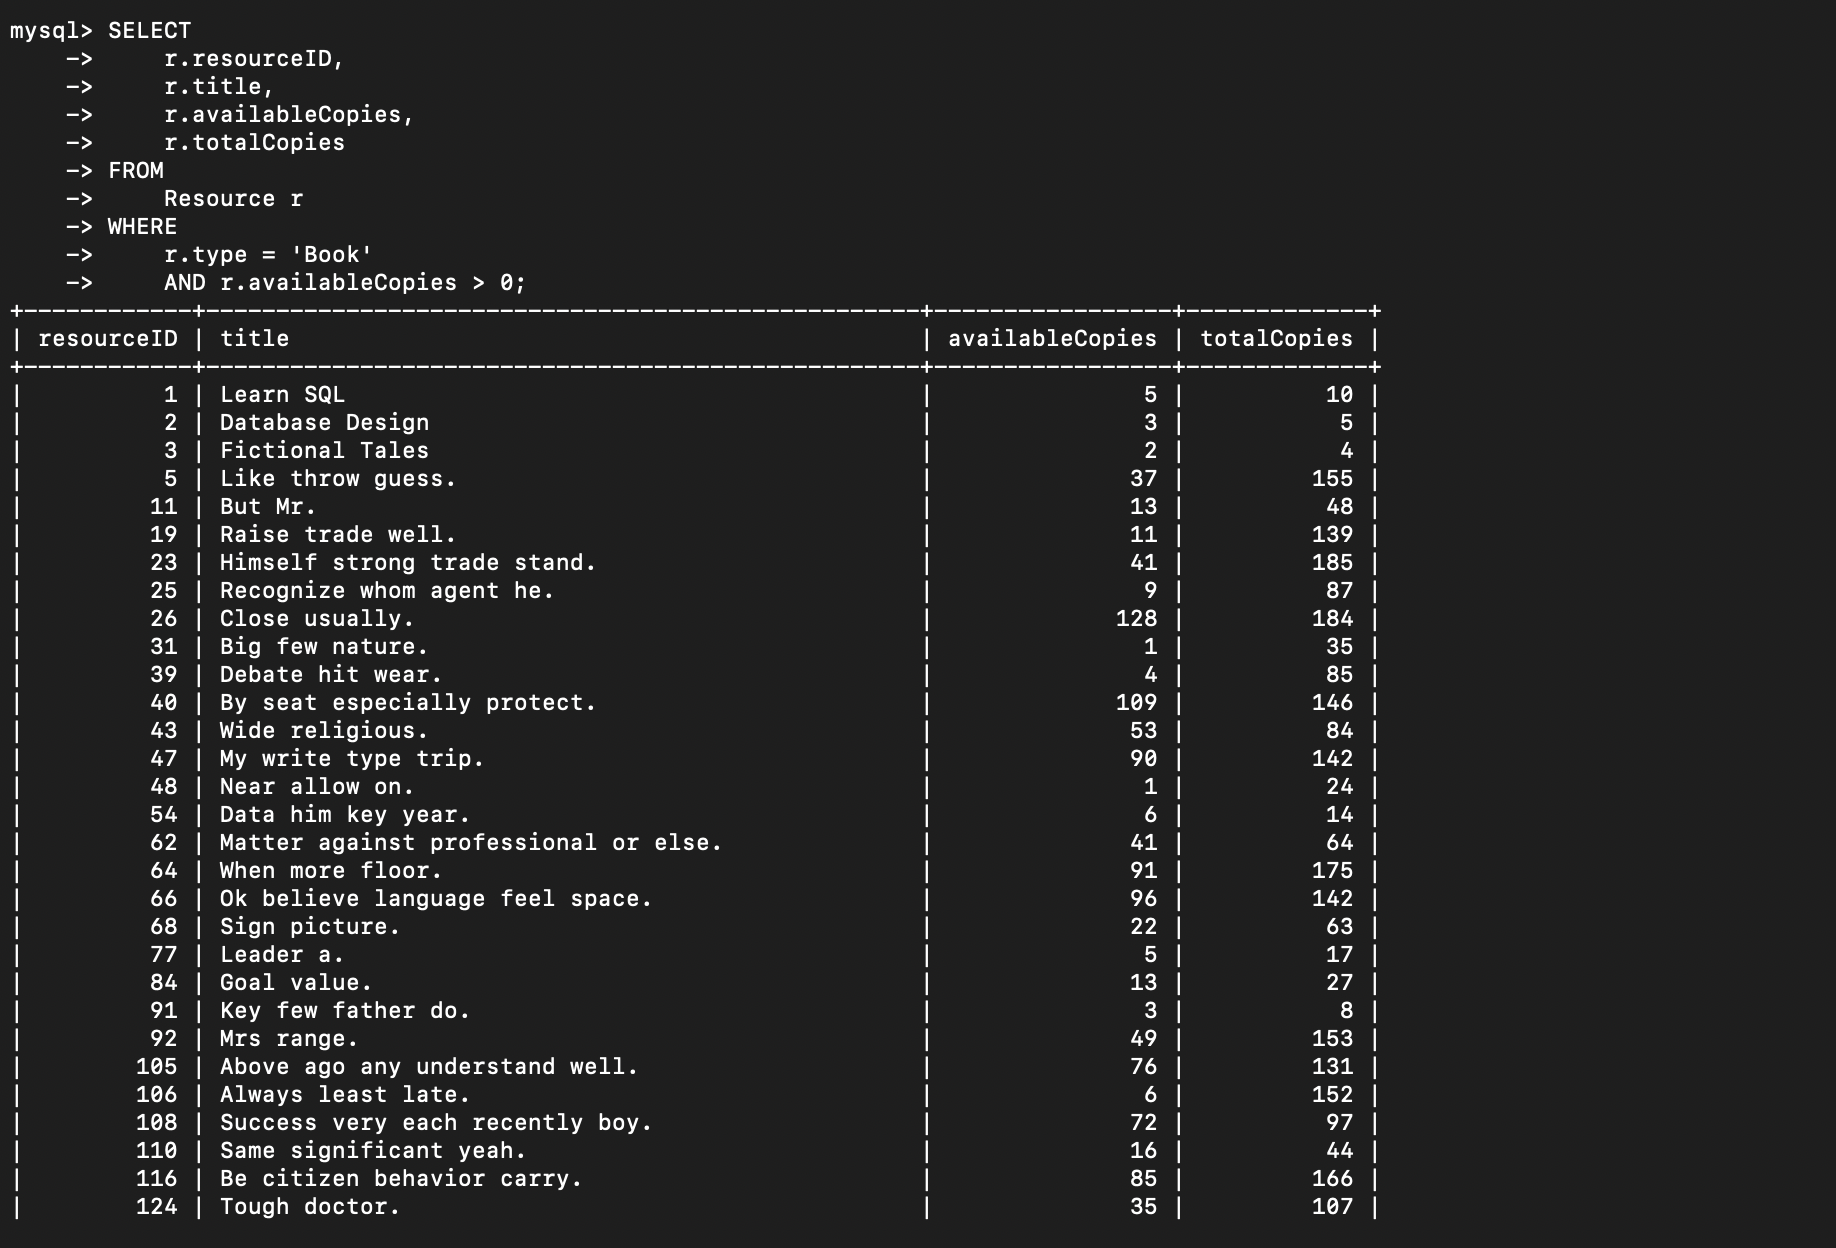 mysql> SELECT
    ->     r.resourceID,
    ->     r.title,
    ->     r.availableCopies,
    ->     r.totalCopies
    -> FROM
    ->     Resource r
    -> WHERE
    ->     r.type = 'Book'
    ->     AND r.availableCopies > 0;
+------------+---------------------------------------------------+-----------------+-------------+
| resourceID | title                                             | availableCopies | totalCopies |
+------------+---------------------------------------------------+-----------------+-------------+
|          1 | Learn SQL                                         |               5 |          10 |
|          2 | Database Design                                   |               3 |           5 |
|          3 | Fictional Tales                                   |               2 |           4 |
|          5 | Like throw guess.                                 |              37 |         155 |
|         11 | But Mr.                                           |              13 |          48 |
|         19 | Raise trade well.                                 |              11 |         139 |
|         23 | Himself strong trade stand.                       |              41 |         185 |
|         25 | Recognize whom agent he.                          |               9 |          87 |
|         26 | Close usually.                                    |             128 |         184 |
|         31 | Big few nature.                                   |               1 |          35 |
|         39 | Debate hit wear.                                  |               4 |          85 |
|         40 | By seat especially protect.                       |             109 |         146 |
|         43 | Wide religious.                                   |              53 |          84 |
|         47 | My write type trip.                               |              90 |         142 |
|         48 | Near allow on.                                    |               1 |          24 |
|         54 | Data him key year.                                |               6 |          14 |
|         62 | Matter against professional or else.              |              41 |          64 |
|         64 | When more floor.                                  |              91 |         175 |
|         66 | Ok believe language feel space.                   |              96 |         142 |
|         68 | Sign picture.                                     |              22 |          63 |
|         77 | Leader a.                                         |               5 |          17 |
|         84 | Goal value.                                       |              13 |          27 |
|         91 | Key few father do.                                |               3 |           8 |
|         92 | Mrs range.                                        |              49 |         153 |
|        105 | Above ago any understand well.                    |              76 |         131 |
|        106 | Always least late.                                |               6 |         152 |
|        108 | Success very each recently boy.                   |              72 |          97 |
|        110 | Same significant yeah.                            |              16 |          44 |
|        116 | Be citizen behavior carry.                        |              85 |         166 |
|        124 | Tough doctor.                                     |              35 |         107 |